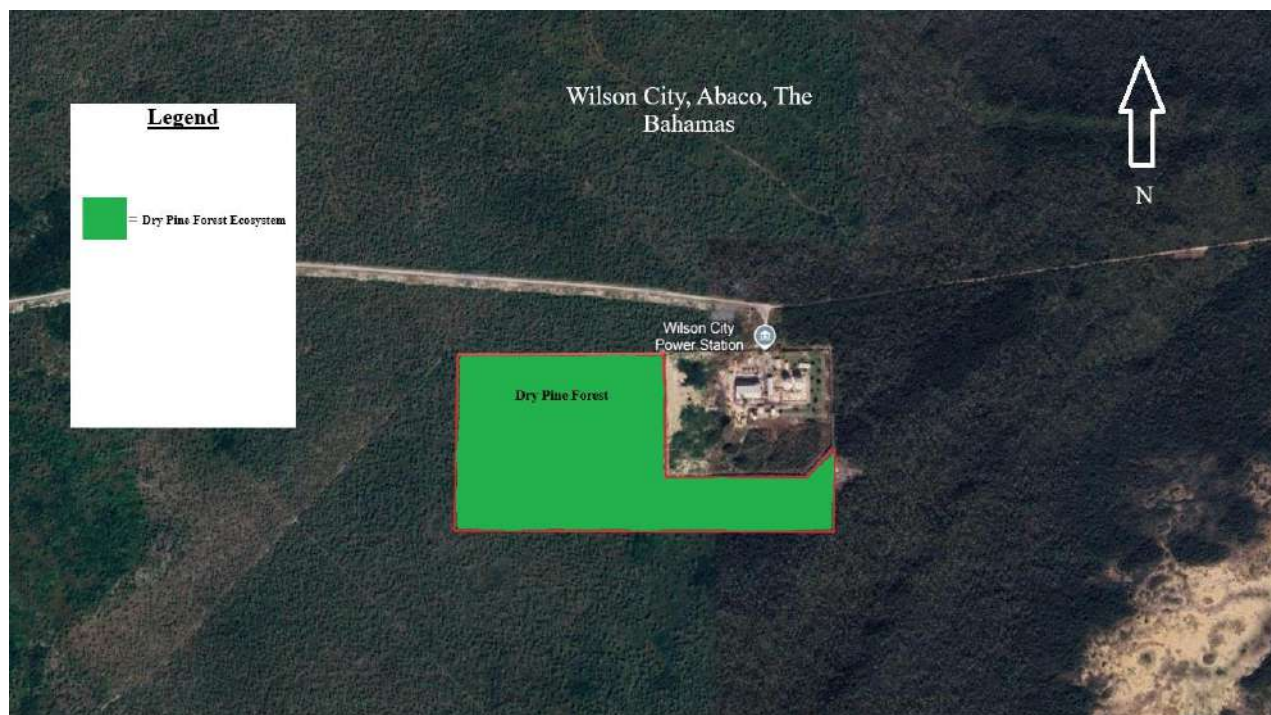 Legend
= Dry Pine Forest Ecosystem
Wilson City, Abaco, The
Bahamas
N
Wilson City
Power Station
Dry Pine Forest